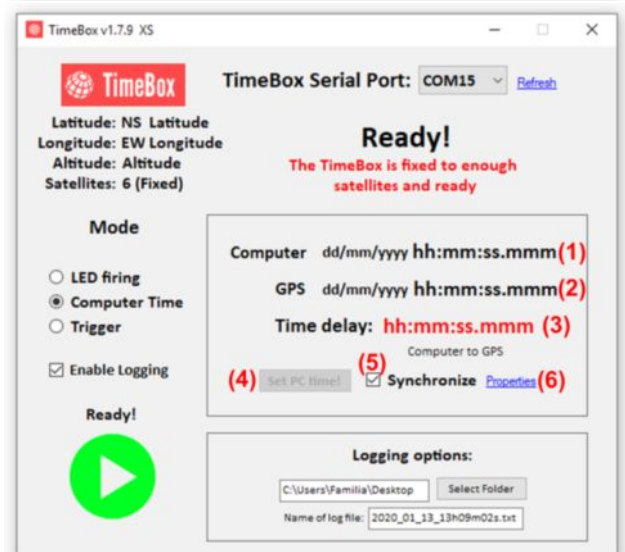 TimeBox v1.7.9 XS
TimeBox
TimeBox Serial Port: COM15 Refresh
Latitude: NS Latitude
Longitude: EW Longitude
Altitude: Altitude
Satellites: 6 (Fixed)
Ready!
The TimeBox is fixed to enough
satellites and ready
Mode
LED firing
Computer Time
Trigger
Enable Logging
Ready!
Computer dd/mm/yyyy hh:mm:ss.mmm (1)
GPS dd/mm/yyyy hh:mm:ss.mmm (2)
Time delay: hh:mm:ss.mmm (3)
Computer to GPS
(4) Set PC time! (5) Synchronize Properties (6)
Logging options:
C:\Users\Familia\Desktop Select Folder
Name of log file: 2020_01_13_13h09m02s.txt